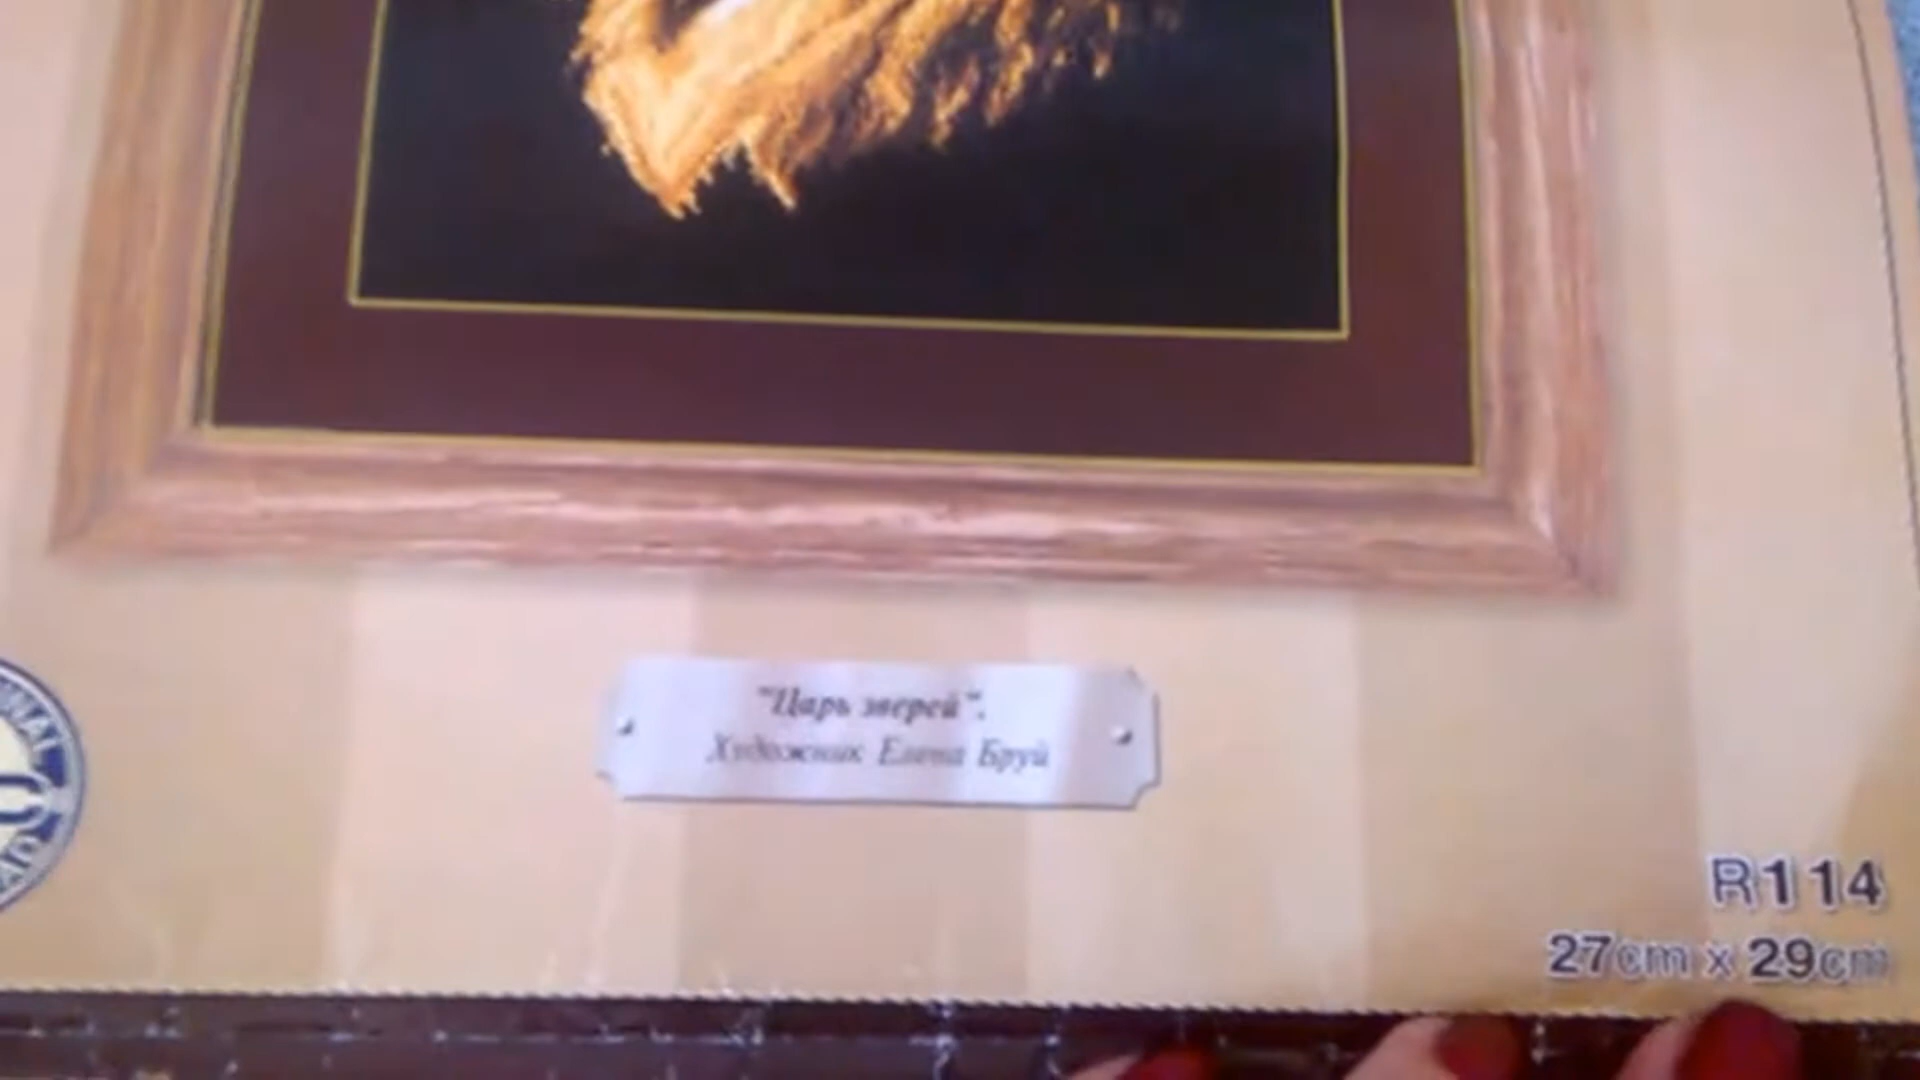 "Царь зверей".
Художник Елена Бруй
R114
27cm x 29cm